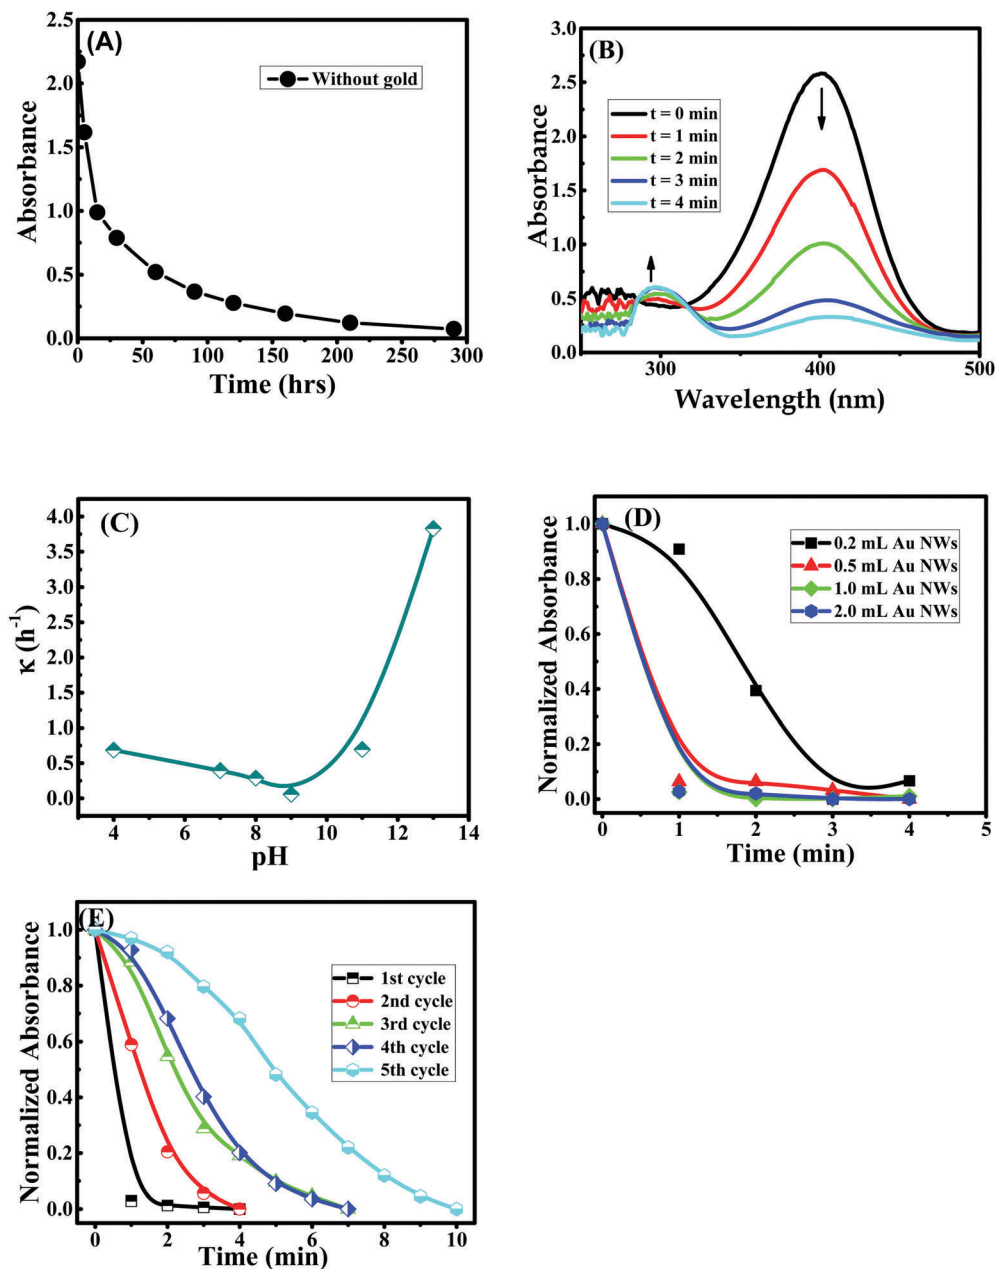 (A)
Without gold
Absorbance
2.5
2.0
1.5
1.0
0.5
0.0
0 50 100 150 200 250 300
Time (hrs)
(B)
t = 0 min
t = 1 min
t = 2 min
t = 3 min
t = 4 min
Absorbance
3.0
2.5
2.0
1.5
1.0
0.5
0.0
300 400 500
Wavelength (nm)
(C)
κ (h-1)
4.0
3.5
3.0
2.5
2.0
1.5
1.0
0.5
0.0
4 6 8 10 12 14
pH
(D)
0.2 mL Au NWs
0.5 mL Au NWs
1.0 mL Au NWs
2.0 mL Au NWs
Normalized Absorbance
1.0
0.8
0.6
0.4
0.2
0.0
0 1 2 3 4 5
Time (min)
(E)
1st cycle
2nd cycle
3rd cycle
4th cycle
5th cycle
Normalized Absorbance
1.0
0.8
0.6
0.4
0.2
0.0
0 2 4 6 8 10
Time (min)